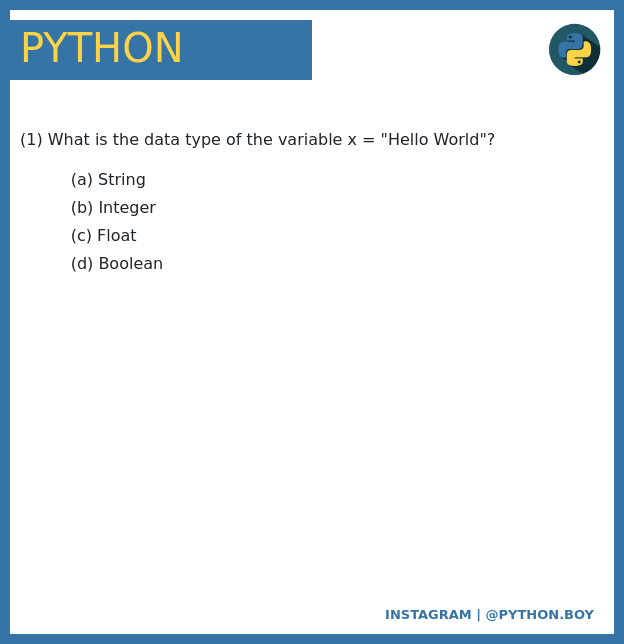 PYTHON
(1) What is the data type of the variable x = "Hello World"?
(a) String
(b) Integer
(c) Float
(d) Boolean
INSTAGRAM | @PYTHON.BOY